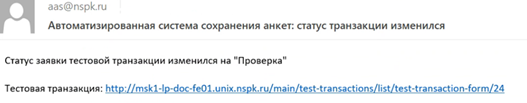 aas@nspk.ru
Автоматизированная система сохранения анкет: статус транзакции изменился
Статус заявки тестовой транзакции изменился на "Проверка"
Тестовая транзакция: http://msk1-lp-doc-fe01.unix.nspk.ru/main/test-transactions/list/test-transaction-form/24